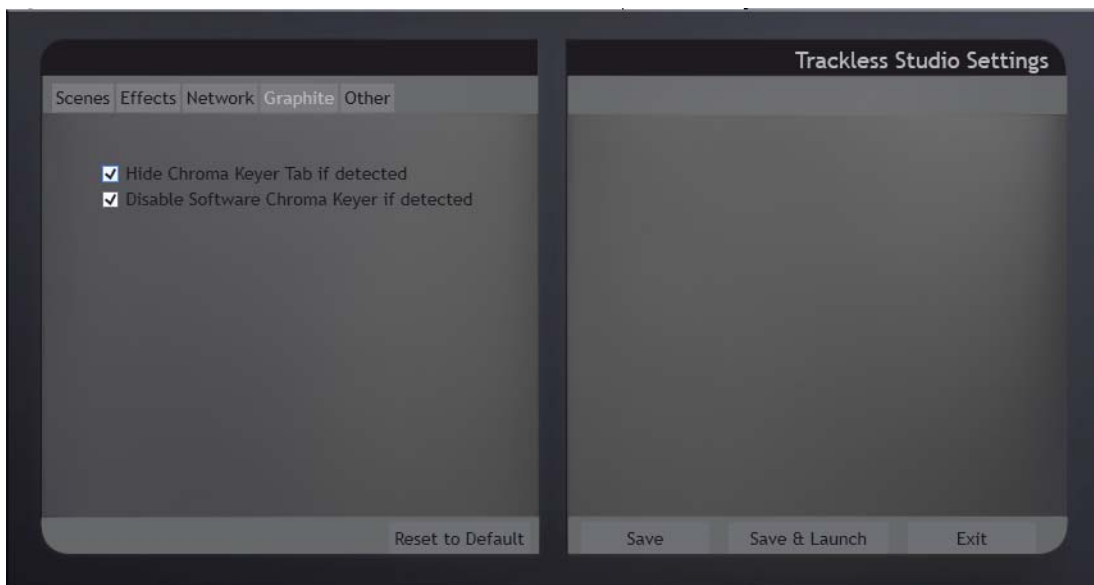 Trackless Studio Settings
Scenes Effects Network Graphite Other
Hide Chroma Keyer Tab if detected
Disable Software Chroma Keyer if detected
Reset to Default Save Save & Launch Exit